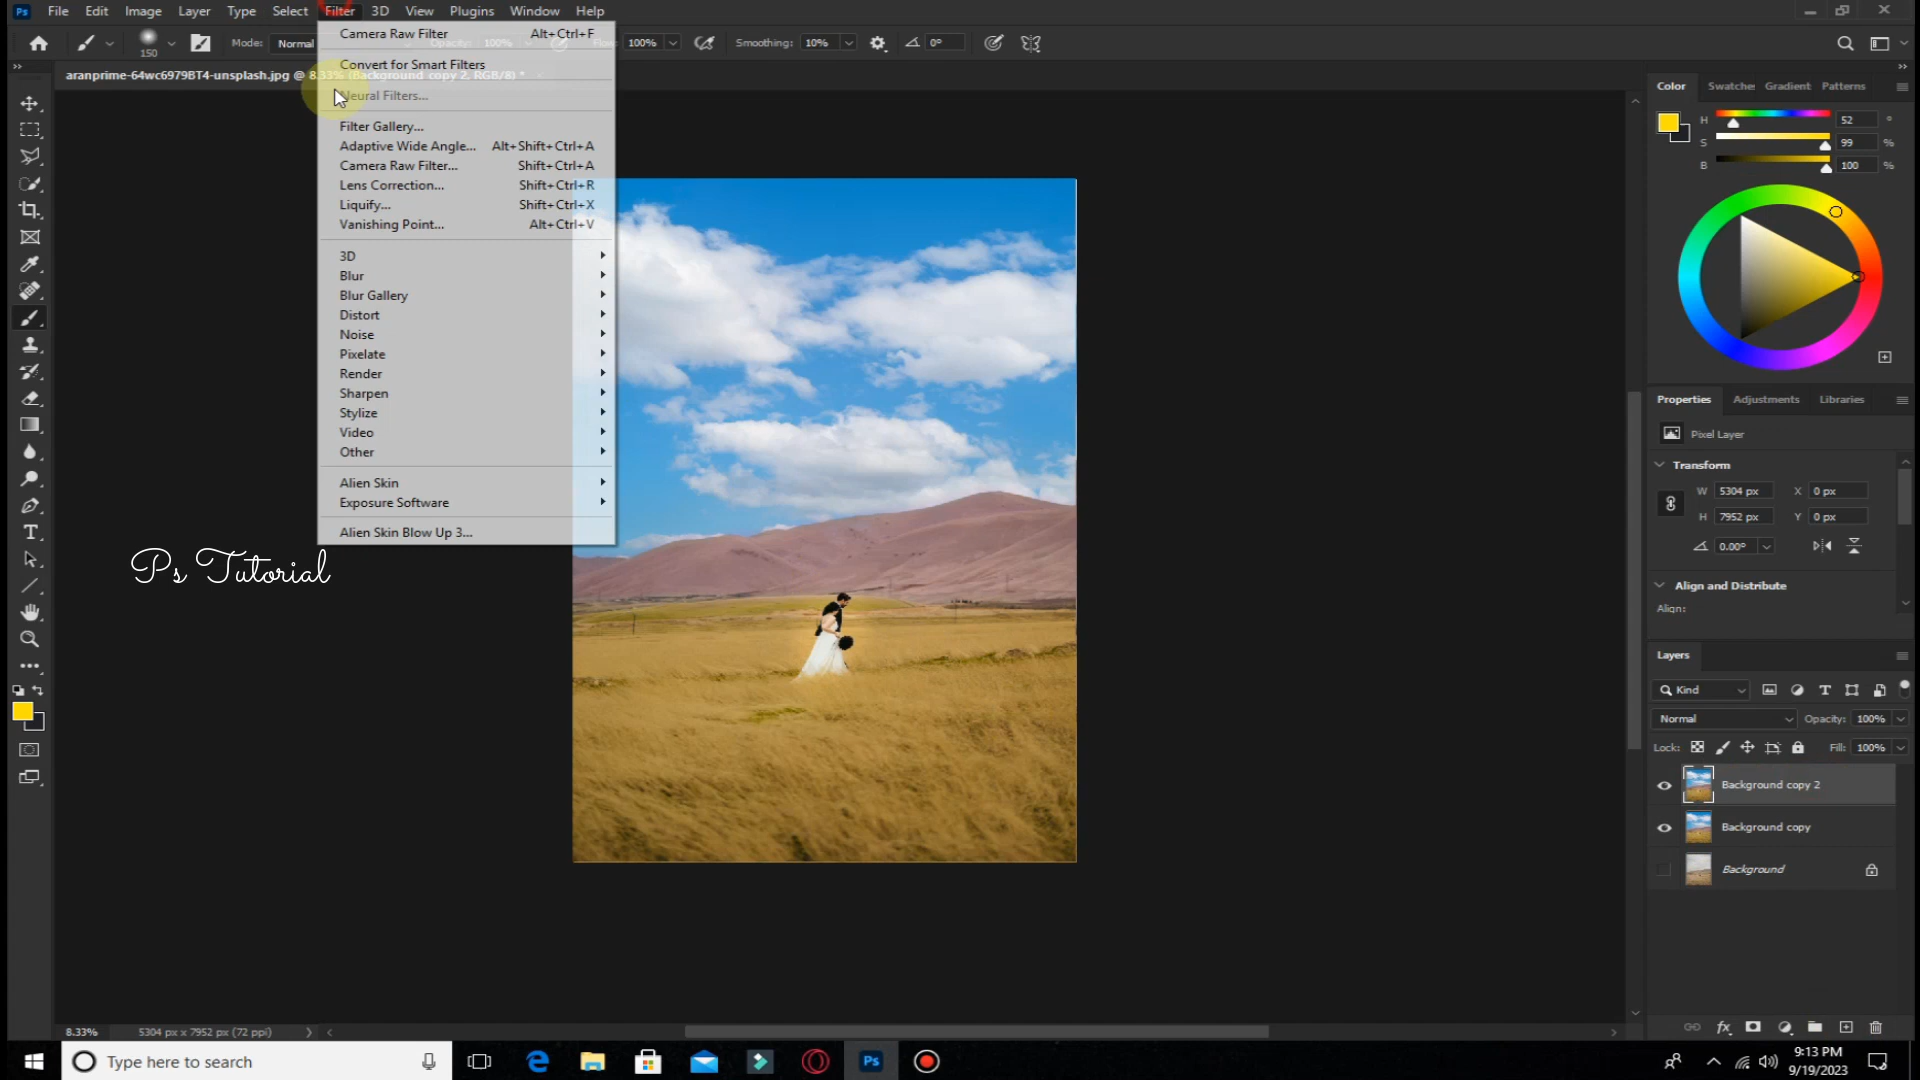 Ps File Edit Image Layer Type Select Filter 3D View Plugins Window Help
150 Mode: Normal Opacity: 100% 100% Smoothing: 10% 0°
aranprime-64wc6979BT4-unsplash.jpg @ 8.33% (Background copy 2, RGB/8) *
Camera Raw Filter Alt+Ctrl+F
Convert for Smart Filters
Neural Filters...
Filter Gallery...
Adaptive Wide Angle... Alt+Shift+Ctrl+A
Camera Raw Filter... Shift+Ctrl+A
Lens Correction... Shift+Ctrl+R
Liquify... Shift+Ctrl+X
Vanishing Point... Alt+Ctrl+V
3D
Blur
Blur Gallery
Distort
Noise
Pixelate
Render
Sharpen
Stylize
Video
Other
Alien Skin
Exposure Software
Alien Skin Blow Up 3...
Ps Tutorial
Color Swatche Gradient Patterns
H 52 °
S 99 %
B 100 %
Properties Adjustments Libraries
Pixel Layer
Transform
W 5304 px X 0 px
H 7952 px Y 0 px
0.00°
Align and Distribute
Align:
Layers
Kind
Normal Opacity: 100%
Lock: Fill: 100%
Background copy 2
Background copy
Background
8.33% 5304 px x 7952 px (72 ppi)
Type here to search
Ps
9:13 PM
9/19/2023